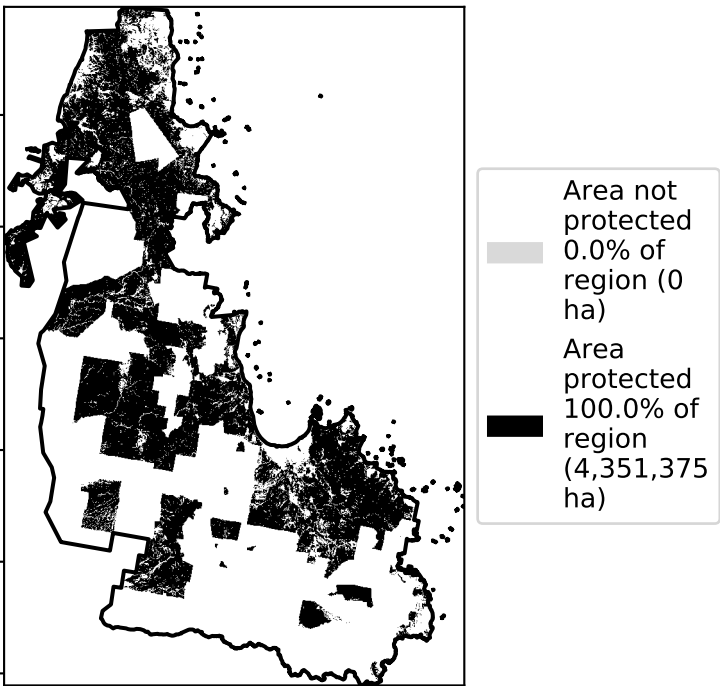 Area not
protected
0.0% of
region (0
ha)
Area
protected
100.0% of
region
(4,351,375
ha)